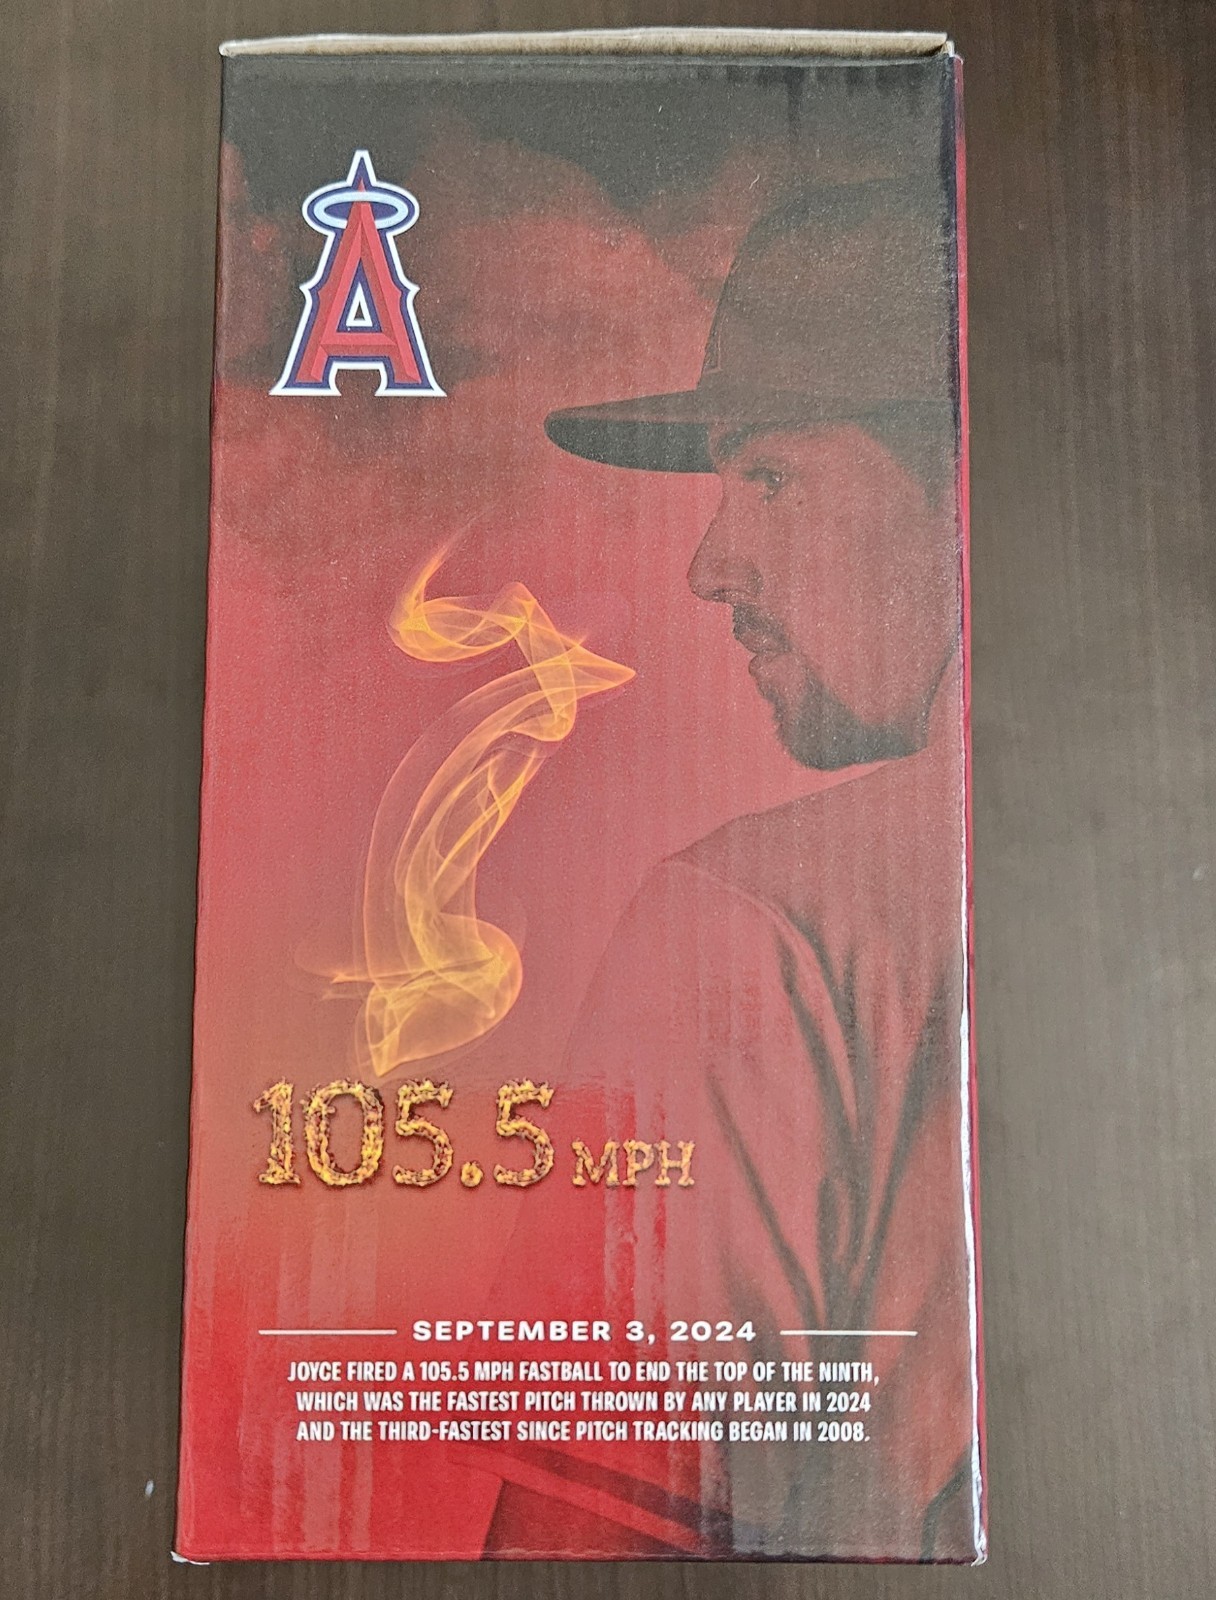 A
105.5 MPH
SEPTEMBER 3, 2024
JOYCE FIRED A 105.5 MPH FASTBALL TO END THE TOP OF THE NINTH,
WHICH WAS THE FASTEST PITCH THROWN BY ANY PLAYER IN 2024
AND THE THIRD-FASTEST SINCE PITCH TRACKING BEGAN IN 2008.